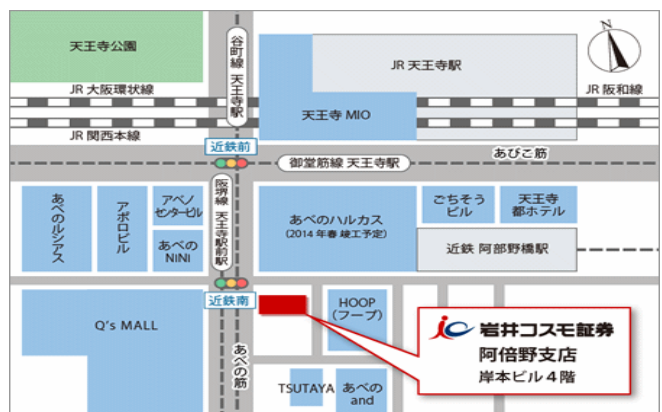 天王寺公園
谷町線 天王寺駅
JR 天王寺駅
N
JR 大阪環状線
JR 阪和線
天王寺 MIO
JR 関西本線
近鉄前
御堂筋線 天王寺駅
あびこ筋
あべのルシアス
アポロビル
アベノ
センタービル
あべの
NINI
阪堺線 天王寺駅前駅
あべのハルカス
(2014 年春 竣工予定)
ごちそう
ビル
天王寺
都ホテル
近鉄 阿部野橋駅
近鉄南
Q's MALL
あべの筋
HOOP
(フープ)
岩井コスモ証券
阿倍野支店
岸本ビル４階
TSUTAYA
あべの
and